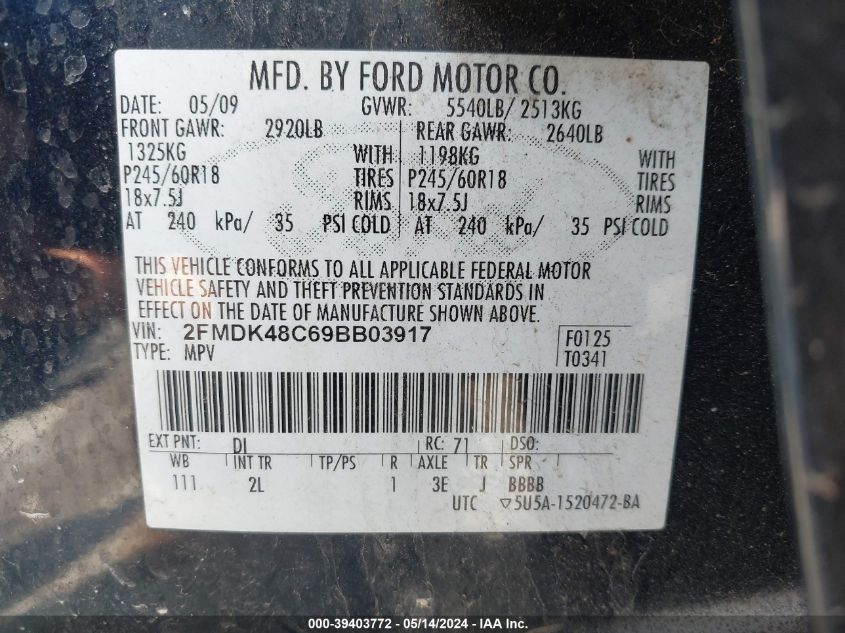 MFD. BY FORD MOTOR CO.
DATE: 05/09 GVWR: 5540LB/ 2513KG
FRONT GAWR: 2920LB REAR GAWR: 2640LB
1325KG WITH 1198KG WITH
P245/60R18 TIRES P245/60R18 TIRES
18x7.5J RIMS 18x7.5J RIMS
AT 240 kPa/ 35 PSI COLD AT 240 kPa/ 35 PSI COLD
THIS VEHICLE CONFORMS TO ALL APPLICABLE FEDERAL MOTOR
VEHICLE SAFETY AND THEFT PREVENTION STANDARDS IN
EFFECT ON THE DATE OF MANUFACTURE SHOWN ABOVE.
VIN: 2FMDK48C69BB03917 F0125
TYPE: MPV T0341
EXT PNT: DI RC: 71 DSO:
WB INT TR TP/PS R AXLE TR SPR
111 2L 1 3E J BBBB
UTC ▽5U5A-1520472-BA
000-39403772 - 05/14/2024 - IAA Inc.